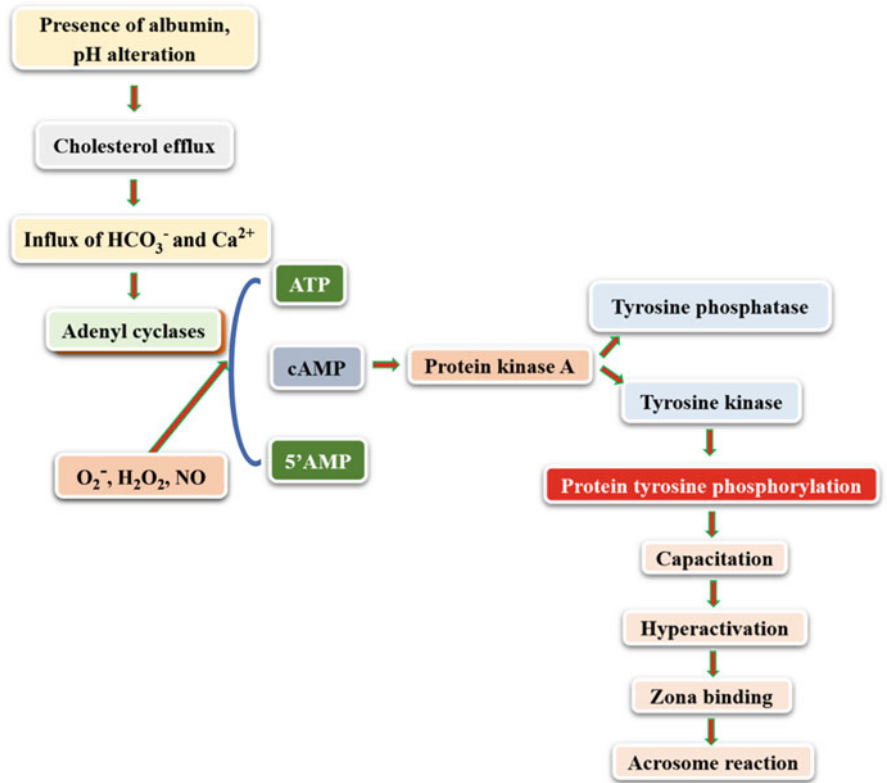 Presence of albumin,
pH alteration
Cholesterol efflux
Influx of HCO₃⁻ and Ca²⁺
Adenyl cyclases
O₂⁻, H₂O₂, NO
ATP
cAMP
5’AMP
Protein kinase A
Tyrosine phosphatase
Tyrosine kinase
Protein tyrosine phosphorylation
Capacitation
Hyperactivation
Zona binding
Acrosome reaction